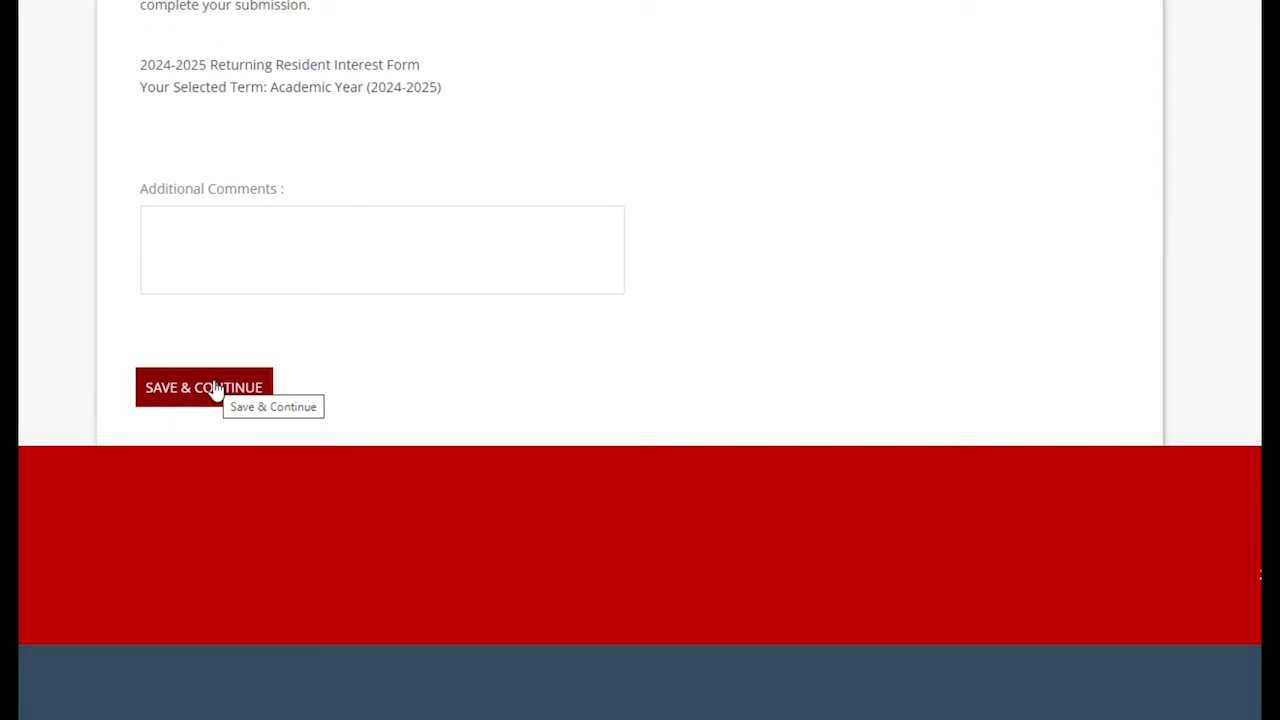 complete your submission.
2024-2025 Returning Resident Interest Form
Your Selected Term: Academic Year (2024-2025)
Additional Comments :
SAVE & CONTINUE
Save & Continue